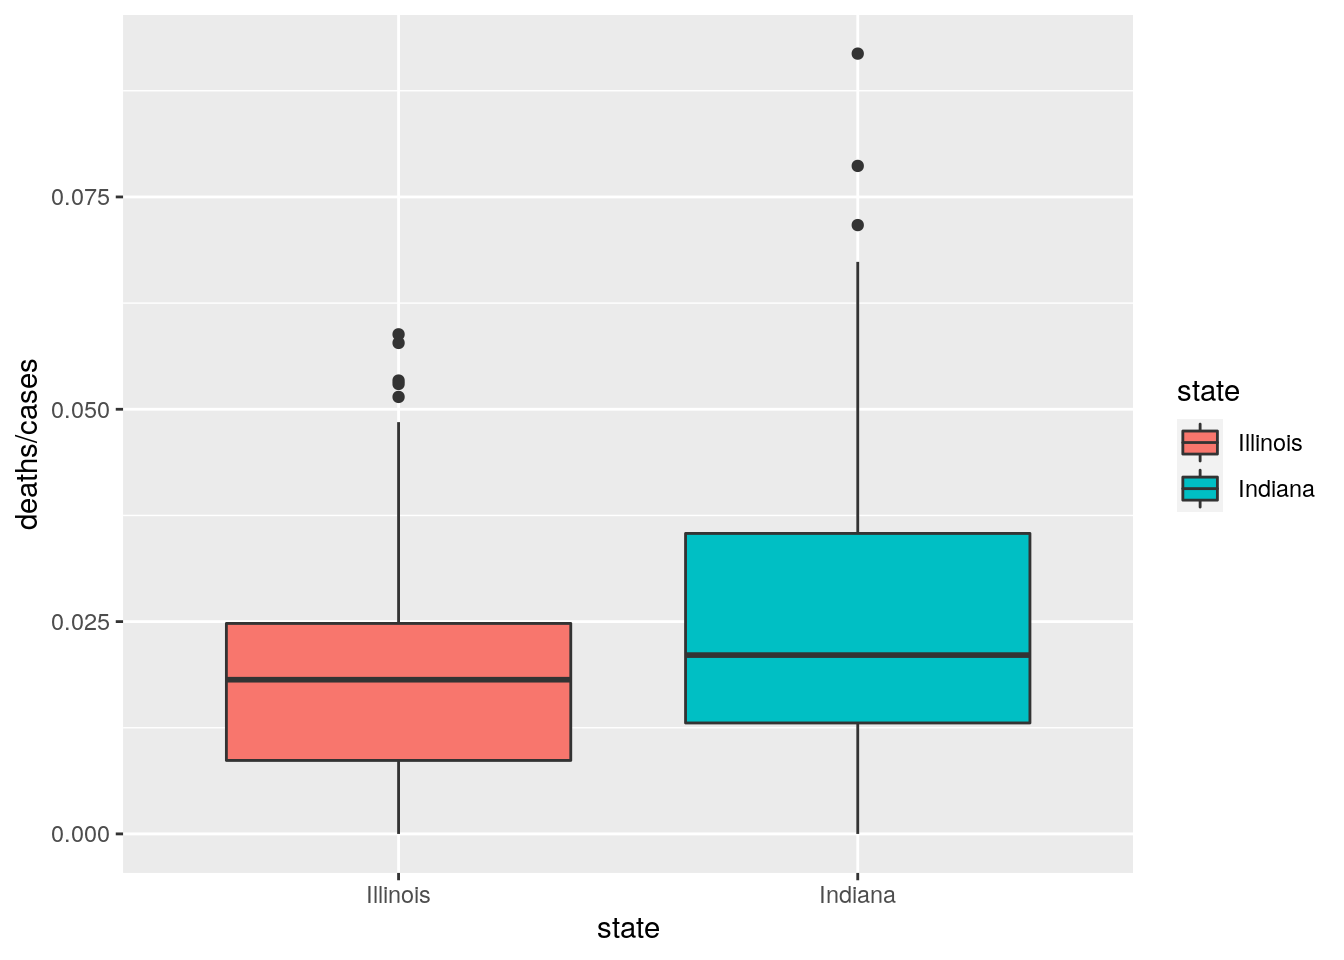 deaths/cases
0.075
0.050
0.025
0.000
Illinois
Indiana
state
state
Illinois
Indiana